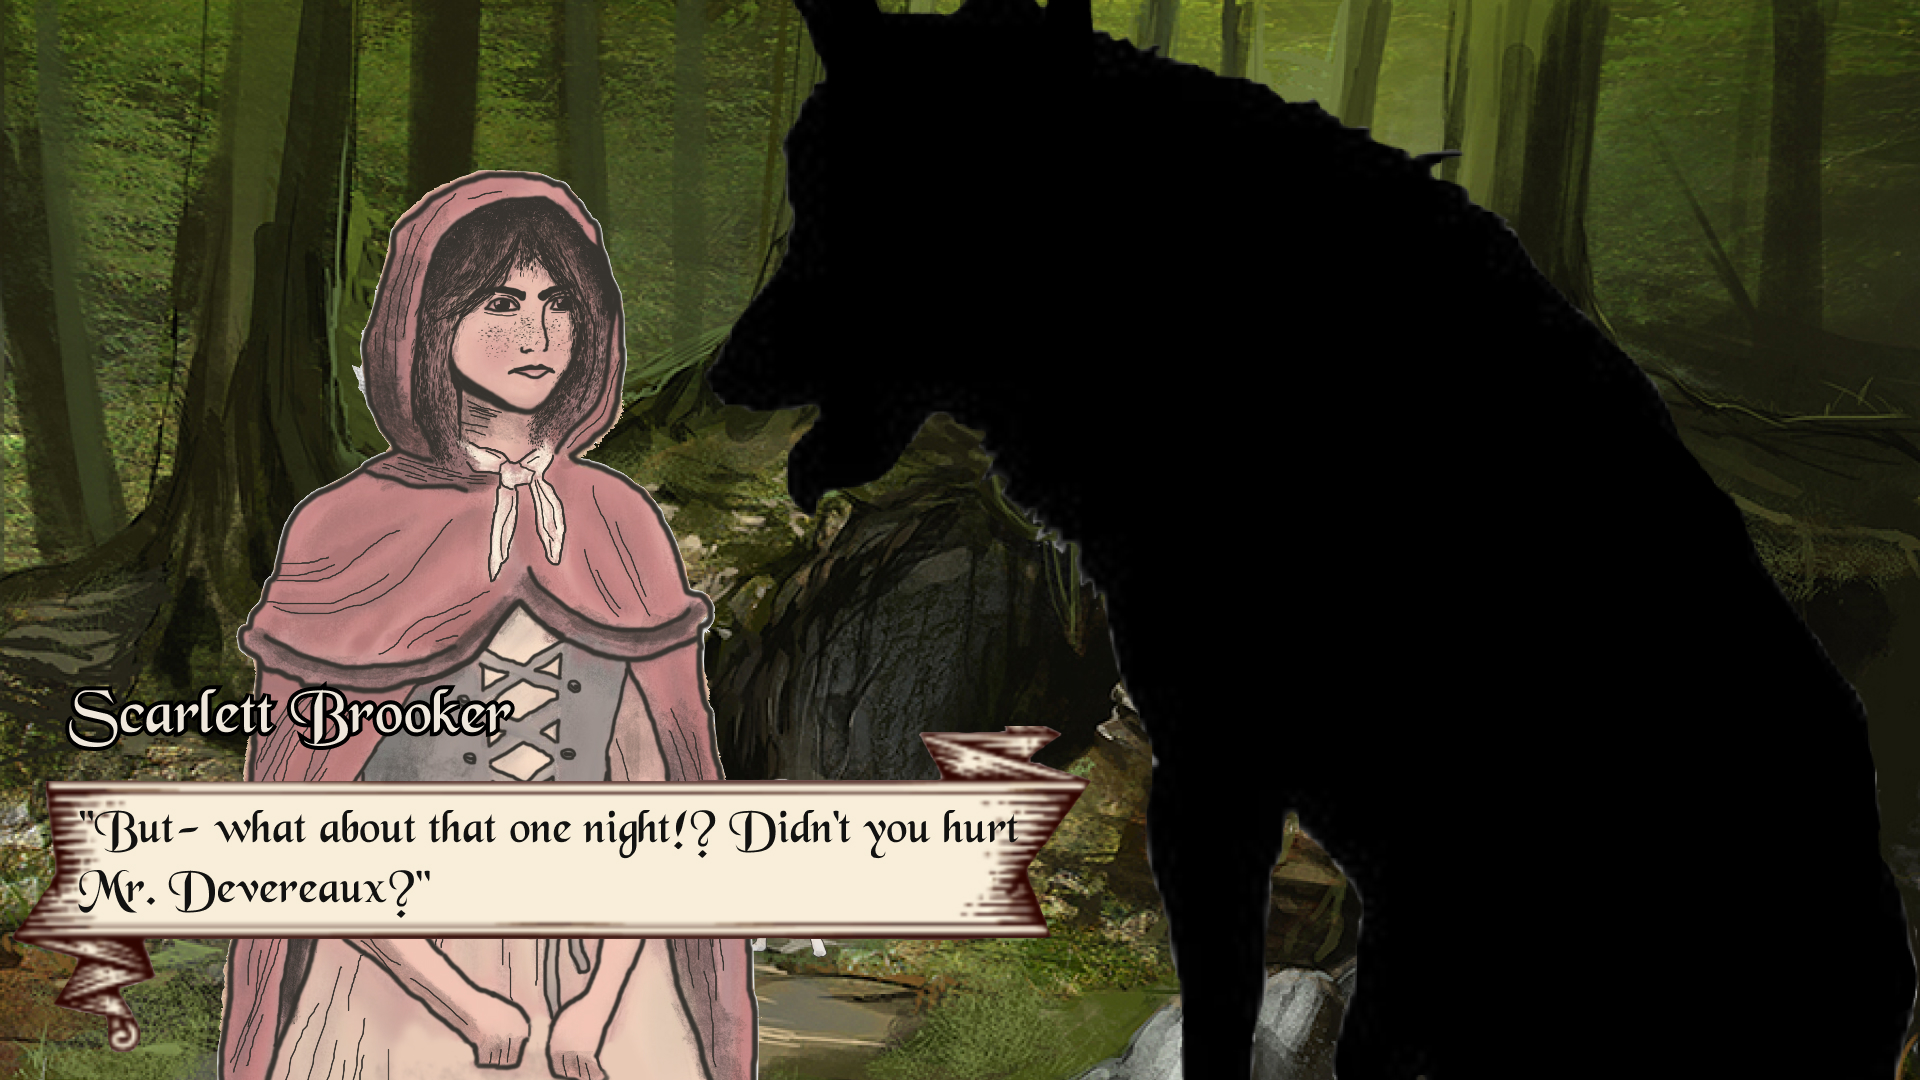 Scarlett Brooker
"But- what about that one night!? Didn't you hurt
Mr. Devereaux?"